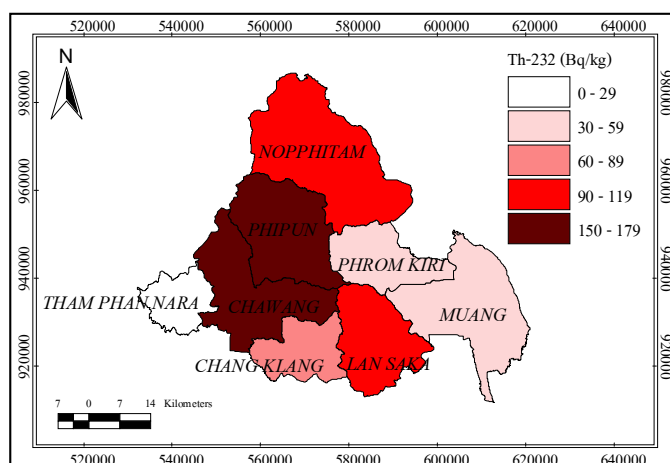 520000 540000 560000 580000 600000 620000 640000
N
Th-232 (Bq/kg)
0 - 29
30 - 59
60 - 89
90 - 119
150 - 179
980000
960000
940000
920000
980000
960000
940000
920000
NOPPHITAM
PHIPUN
PHROM KIRI
THAM PHAN NARA
CHAWANG
MUANG
CHANG KLANG
LAN SAKA
7 0 7 14 Kilometers
520000 540000 560000 580000 600000 620000 640000